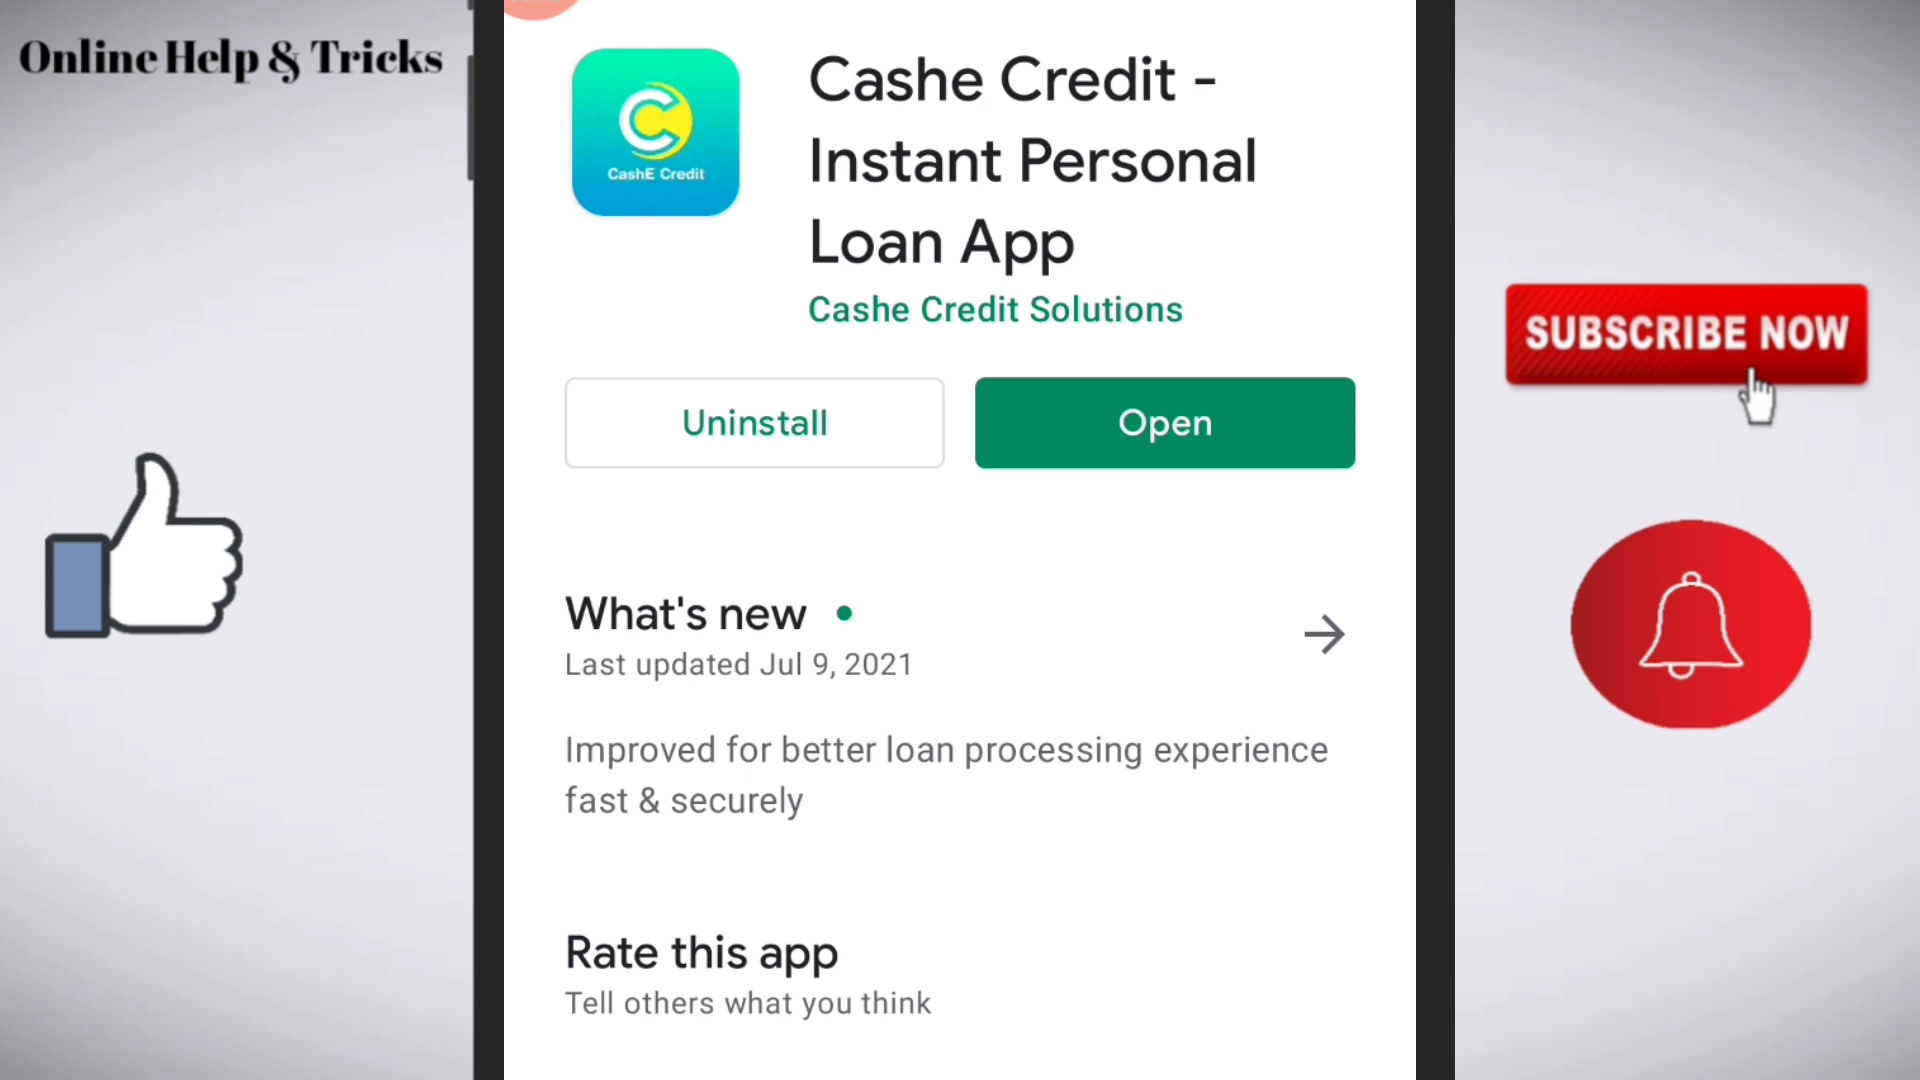 Online Help & Tricks
CashE Credit
Cashe Credit -
Instant Personal
Loan App
Cashe Credit Solutions
Uninstall
Open
SUBSCRIBE NOW
What's new
Last updated Jul 9, 2021
Improved for better loan processing experience
fast & securely
Rate this app
Tell others what you think